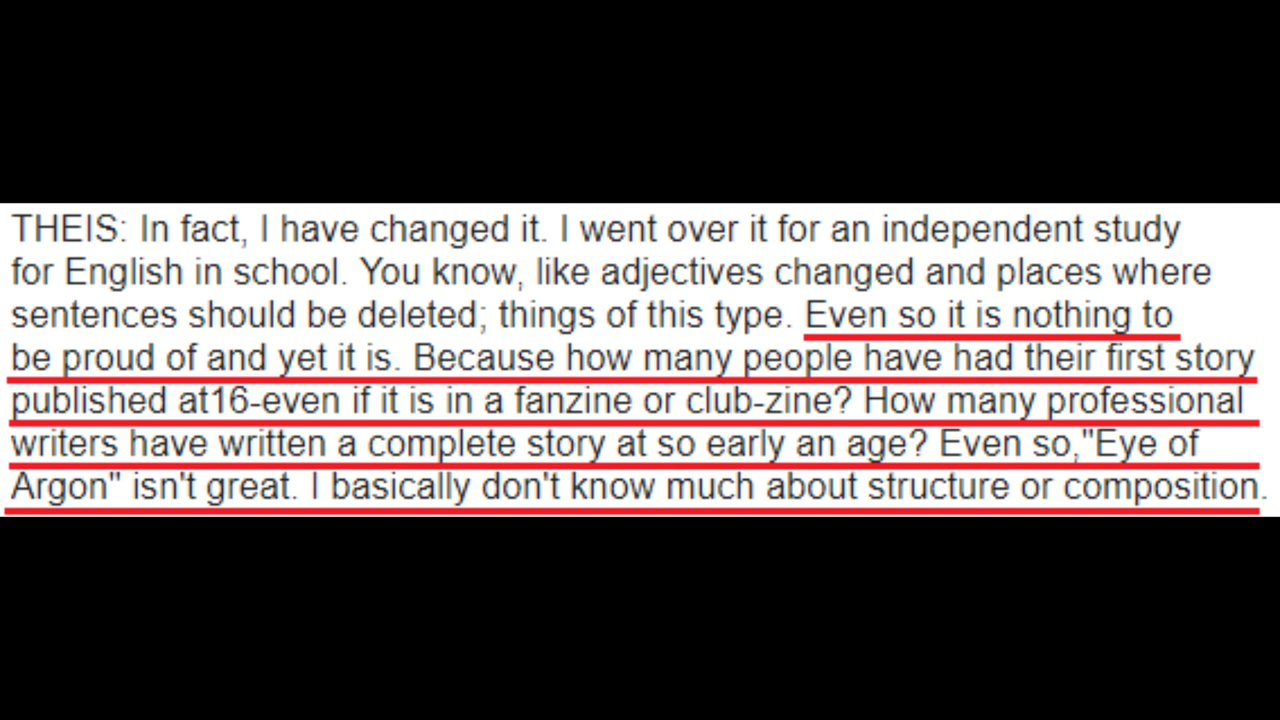 THEIS: In fact, I have changed it. I went over it for an independent study
for English in school. You know, like adjectives changed and places where
sentences should be deleted; things of this type. Even so it is nothing to
be proud of and yet it is. Because how many people have had their first story
published at16-even if it is in a fanzine or club-zine? How many professional
writers have written a complete story at so early an age? Even so,"Eye of
Argon" isn't great. I basically don't know much about structure or composition.